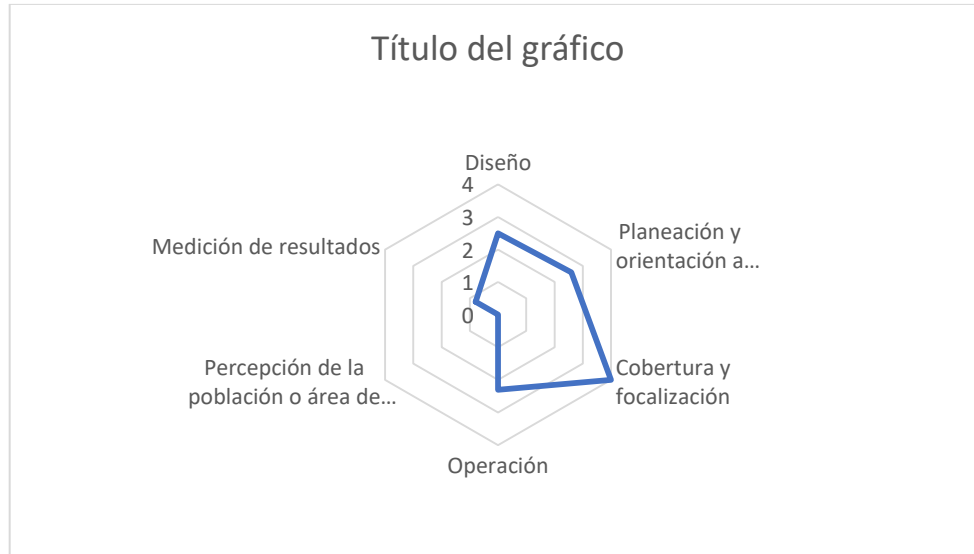 Título del gráfico
Diseño
4
3
2
1
0
Planeación y
orientación a...
Cobertura y
focalización
Operación
Percepción de la
población o área de...
Medición de resultados